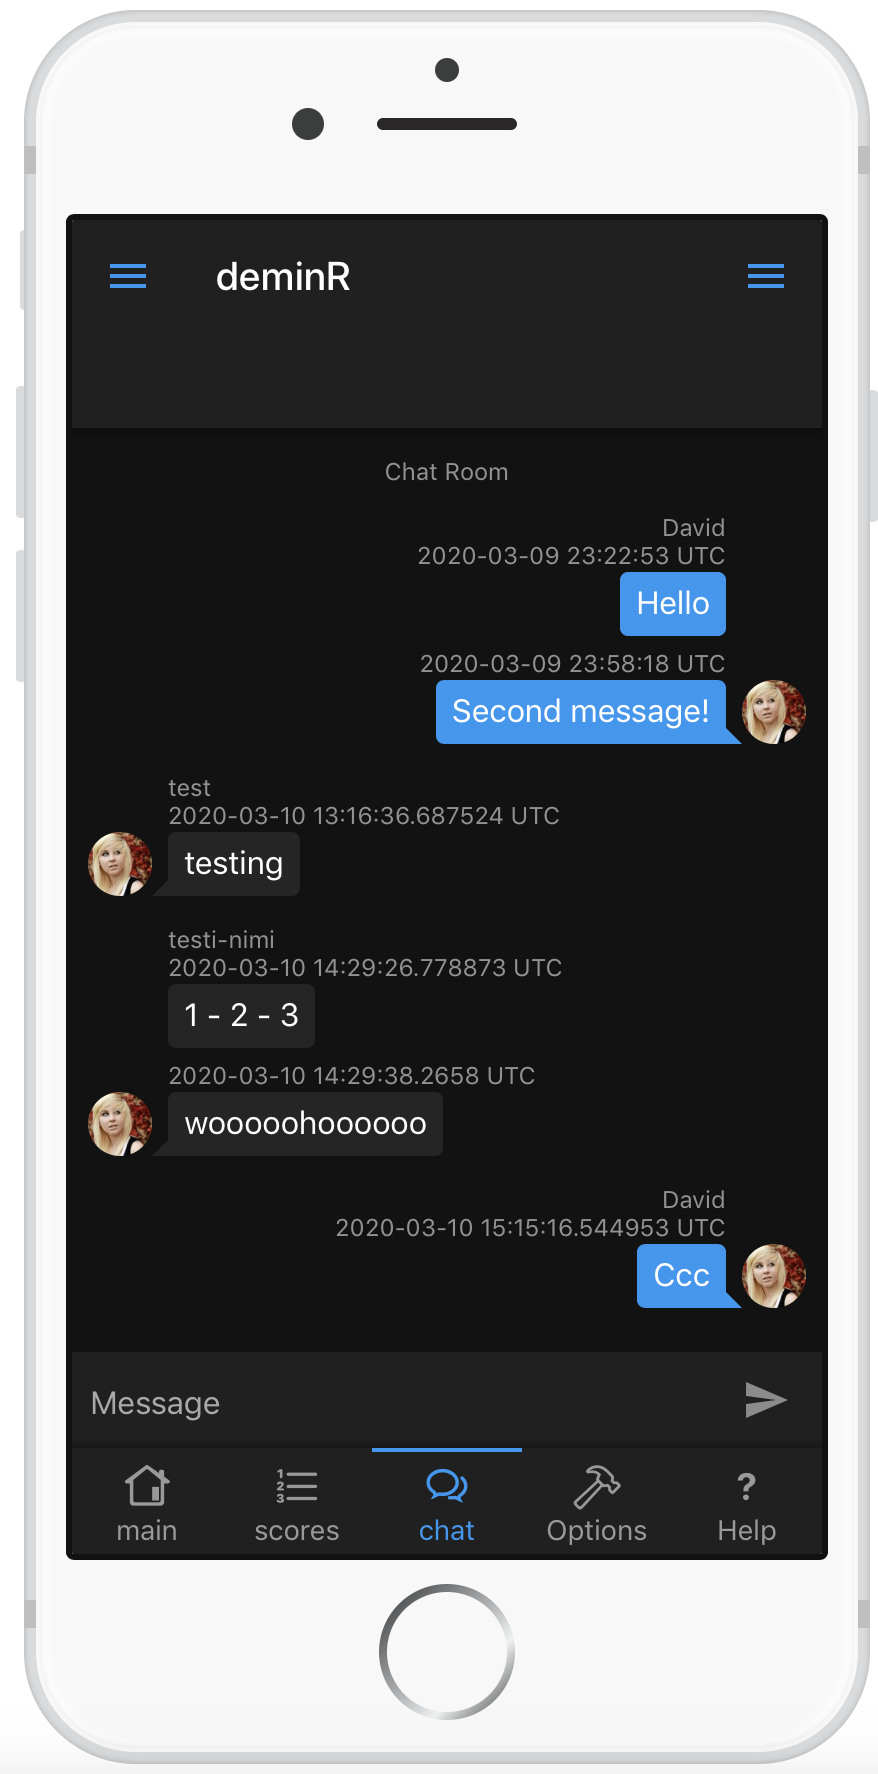 deminR
Chat Room
David
2020-03-09 23:22:53 UTC
Hello
2020-03-09 23:58:18 UTC
Second message!
test
2020-03-10 13:16:36.687524 UTC
testing
testi-nimi
2020-03-10 14:29:26.778873 UTC
1 - 2 - 3
2020-03-10 14:29:38.2658 UTC
wooooohoooooo
David
2020-03-10 15:15:16.544953 UTC
Ccc
Message
1
2
3
?
main scores chat Options Help